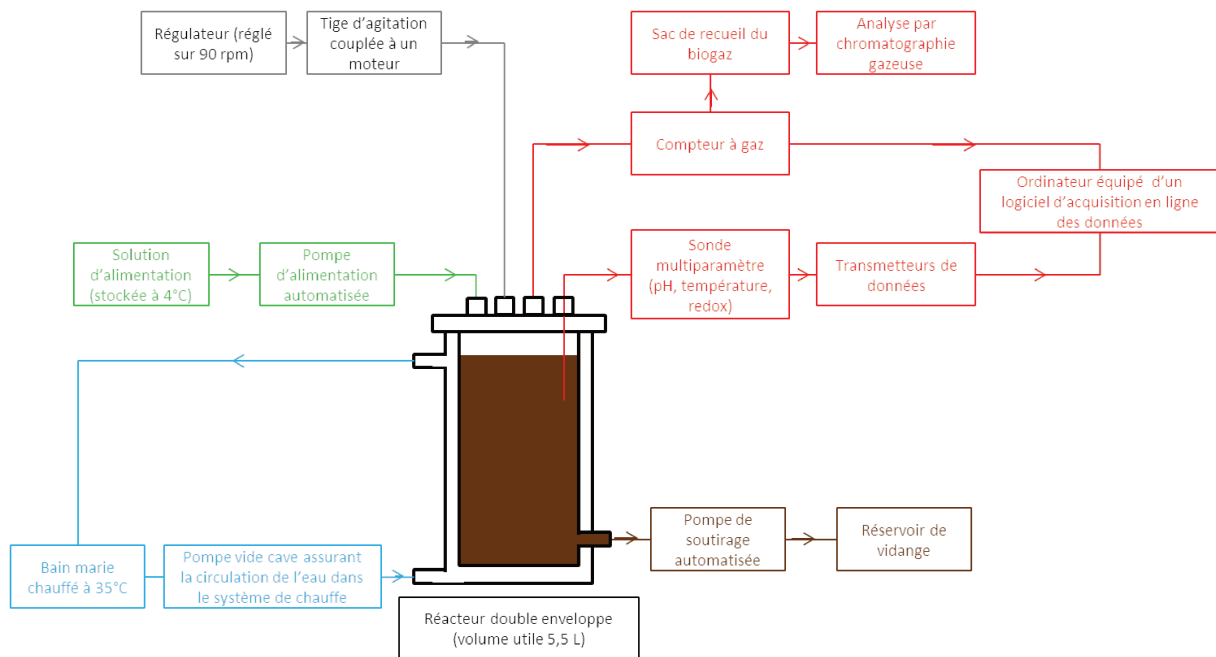 Régulateur (réglé
sur 90 rpm)
Tige d’agitation
couplée à un
moteur
Sac de recueil du
biogaz
Analyse par
chromatographie
gazeuse
Compteur à gaz
Ordinateur équipé d’un
logiciel d’acquisition en ligne
des données
Solution
d’alimentation
(stockée à 4°C)
Pompe
d’alimentation
automatisée
Sonde
multiparamètre
(pH, température,
redox)
Transmetteurs de
données
Pompe de
soutirage
automatisée
Réservoir de
vidange
Bain marie
chauffé à 35°C
Pompe vide cave assurant
la circulation de l’eau dans
le système de chauffe
Réacteur double enveloppe
(volume utile 5,5 L)